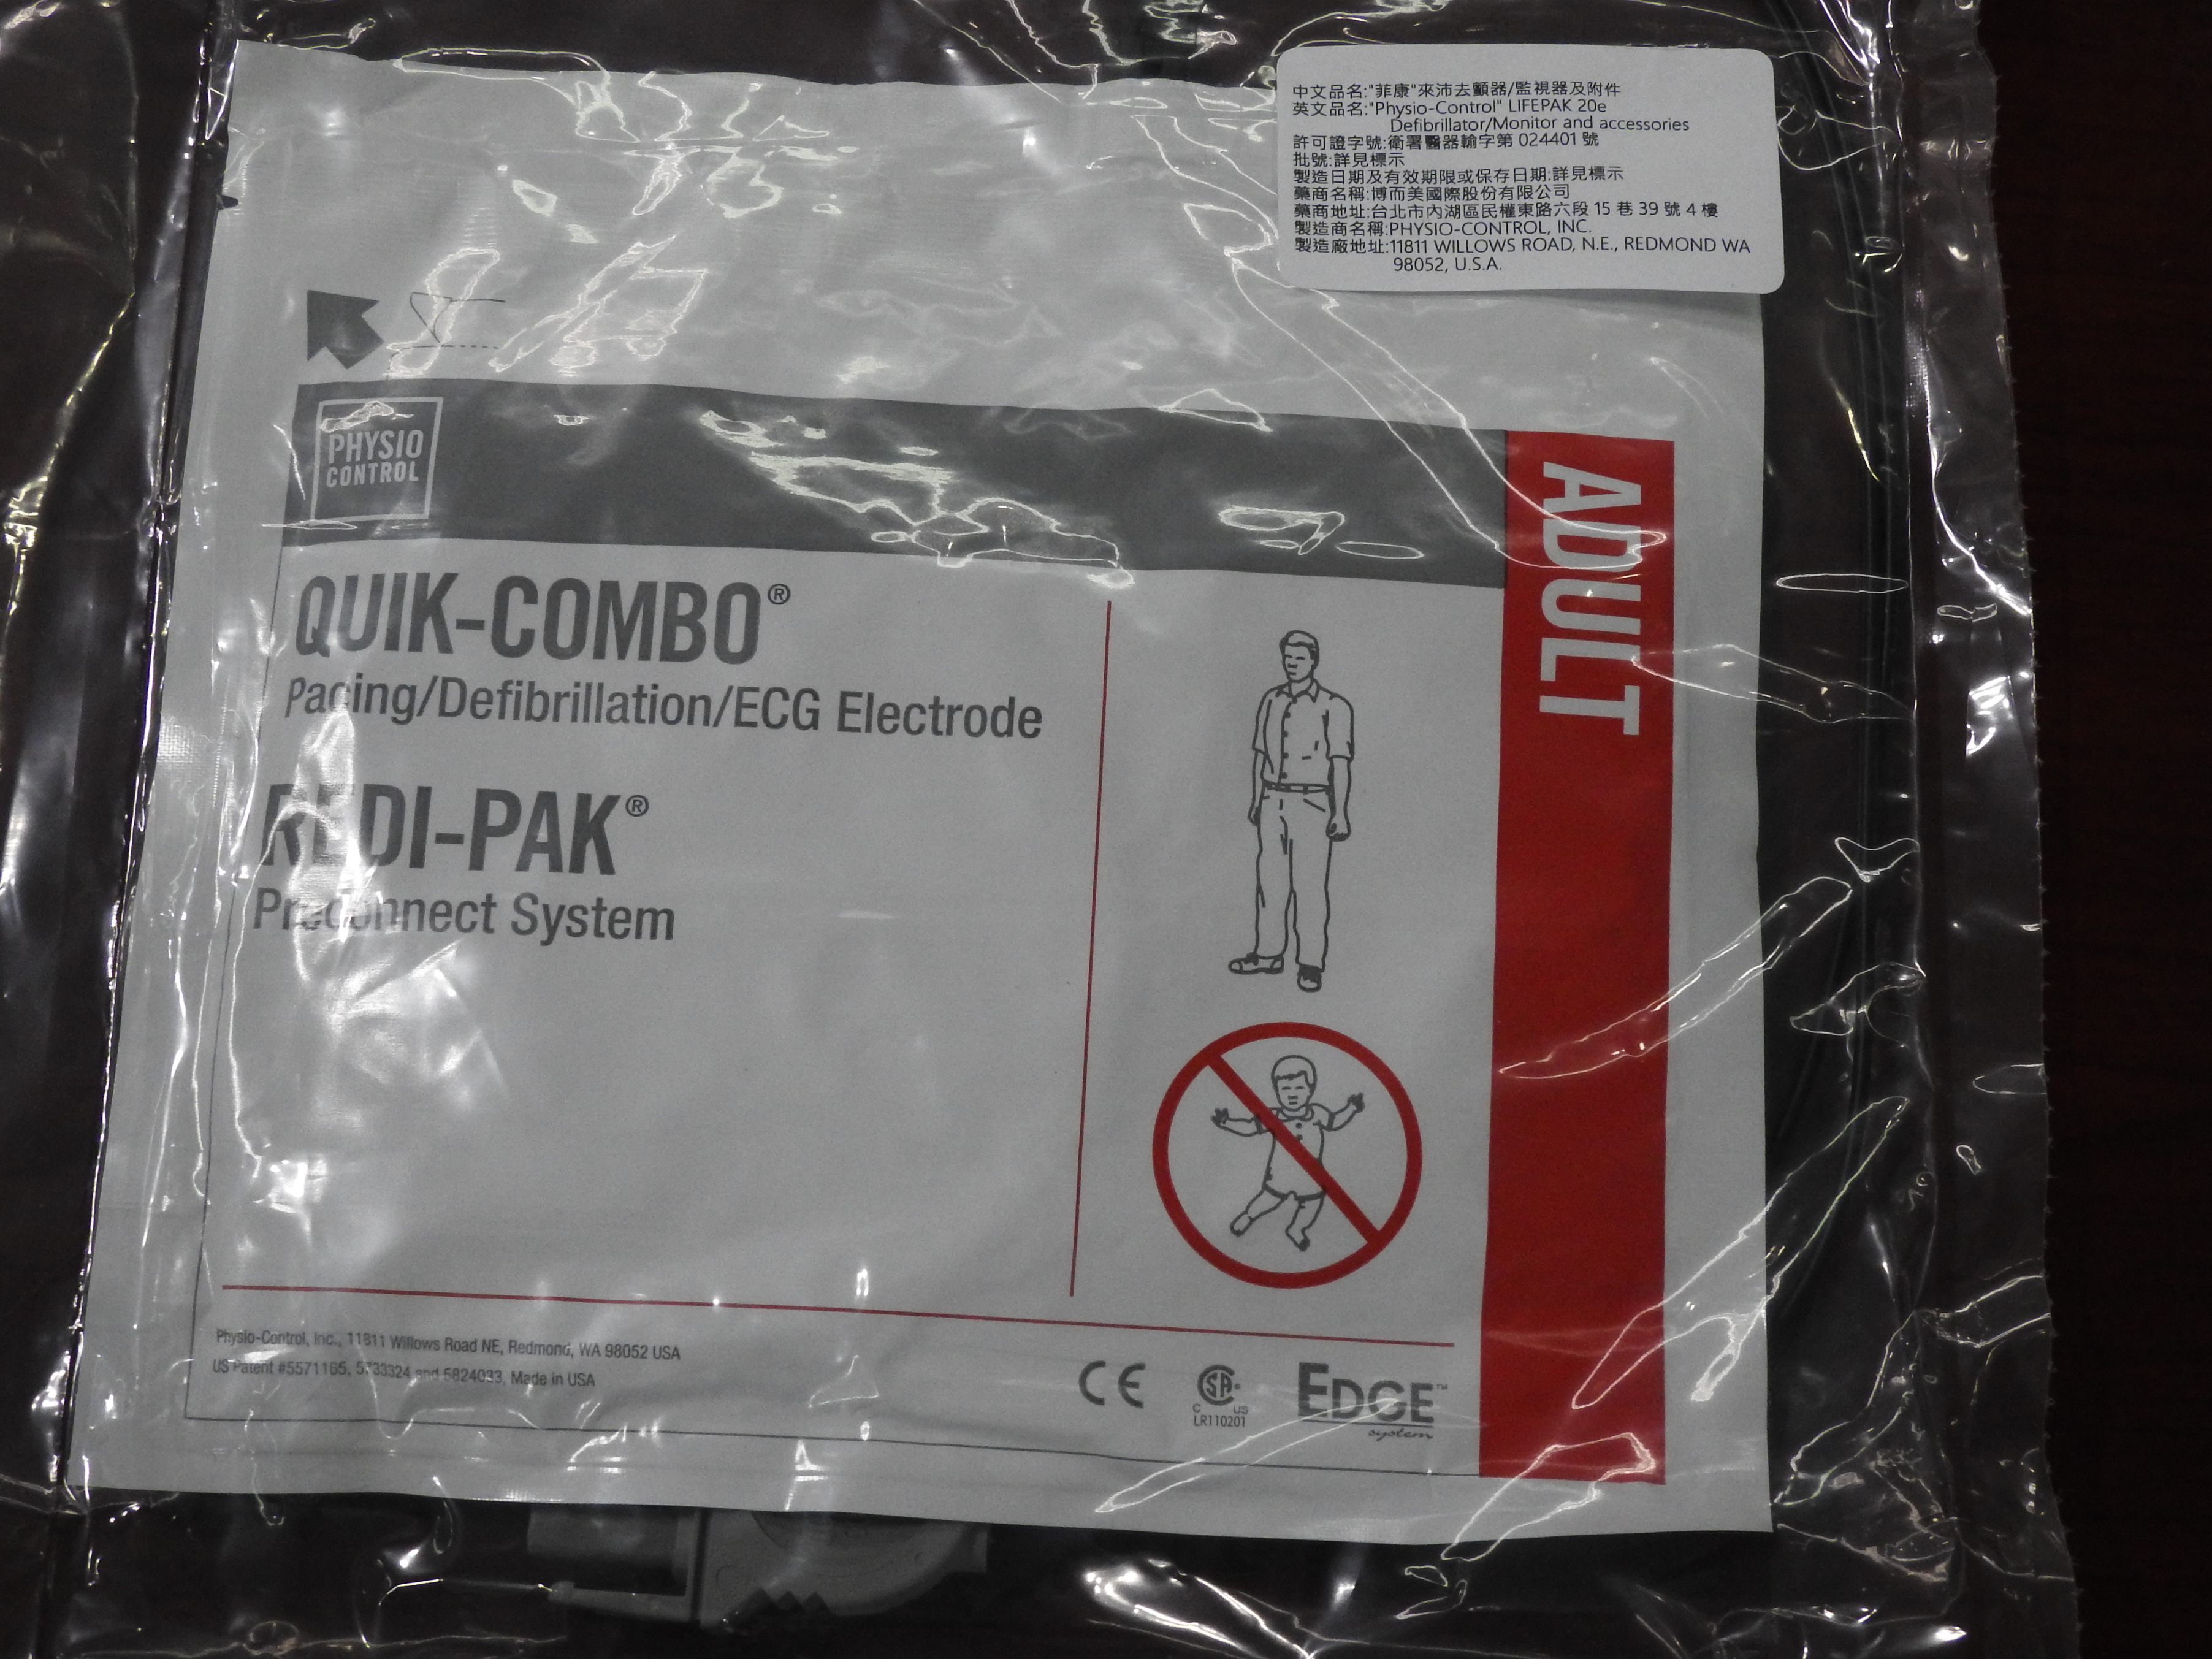 中文品名:"菲康"來沛去顫器/監視器及附件
英文品名:"Physio-Control" LIFEPAK 20e
Defibrillator/Monitor and accessories
許可證字號:衛署醫器輸字第 024401 號
批號:詳見標示
製造日期及有效期限或保存日期:詳見標示
藥商名稱:博而美國際股份有限公司
藥商地址:台北市內湖區民權東路六段 15 巷 39 號 4 樓
製造商名稱:PHYSIO-CONTROL, INC.
製造廠地址:11811 WILLOWS ROAD, N.E., REDMOND WA
98052, U.S.A.
PHYSIO
CONTROL
ADULT
QUIK-COMBO®
Pacing/Defibrillation/ECG Electrode
REDI-PAK®
Preconnect System
Physio-Control, Inc., 11811 Willows Road NE, Redmond, WA 98052 USA
US Patent #5571165, 5733324 and 5824033, Made in USA
CE
SA
C US
LR110201
EDGE™
system